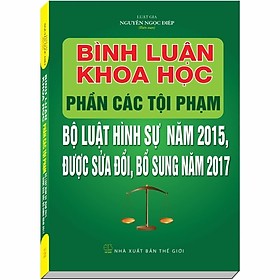 LUẬT GIA
NGUYỄN NGỌC ĐIỆP
BÌNH LUẬN
KHOA HỌC
PHẦN CÁC TỘI PHẠM
BỘ LUẬT HÌNH SỰ NĂM 2015,
ĐƯỢC SỬA ĐỔI, BỔ SUNG NĂM 2017
NHÀ XUẤT BẢN THẾ GIỚI